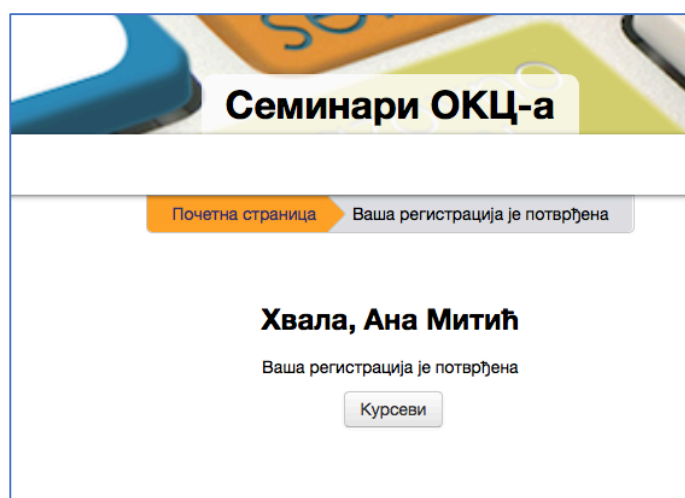 Семинари ОКЦ-а
Почетна страница Ваша регистрација је потврђена
Хвала, Ана Митић
Ваша регистрација је потврђена
Курсеви